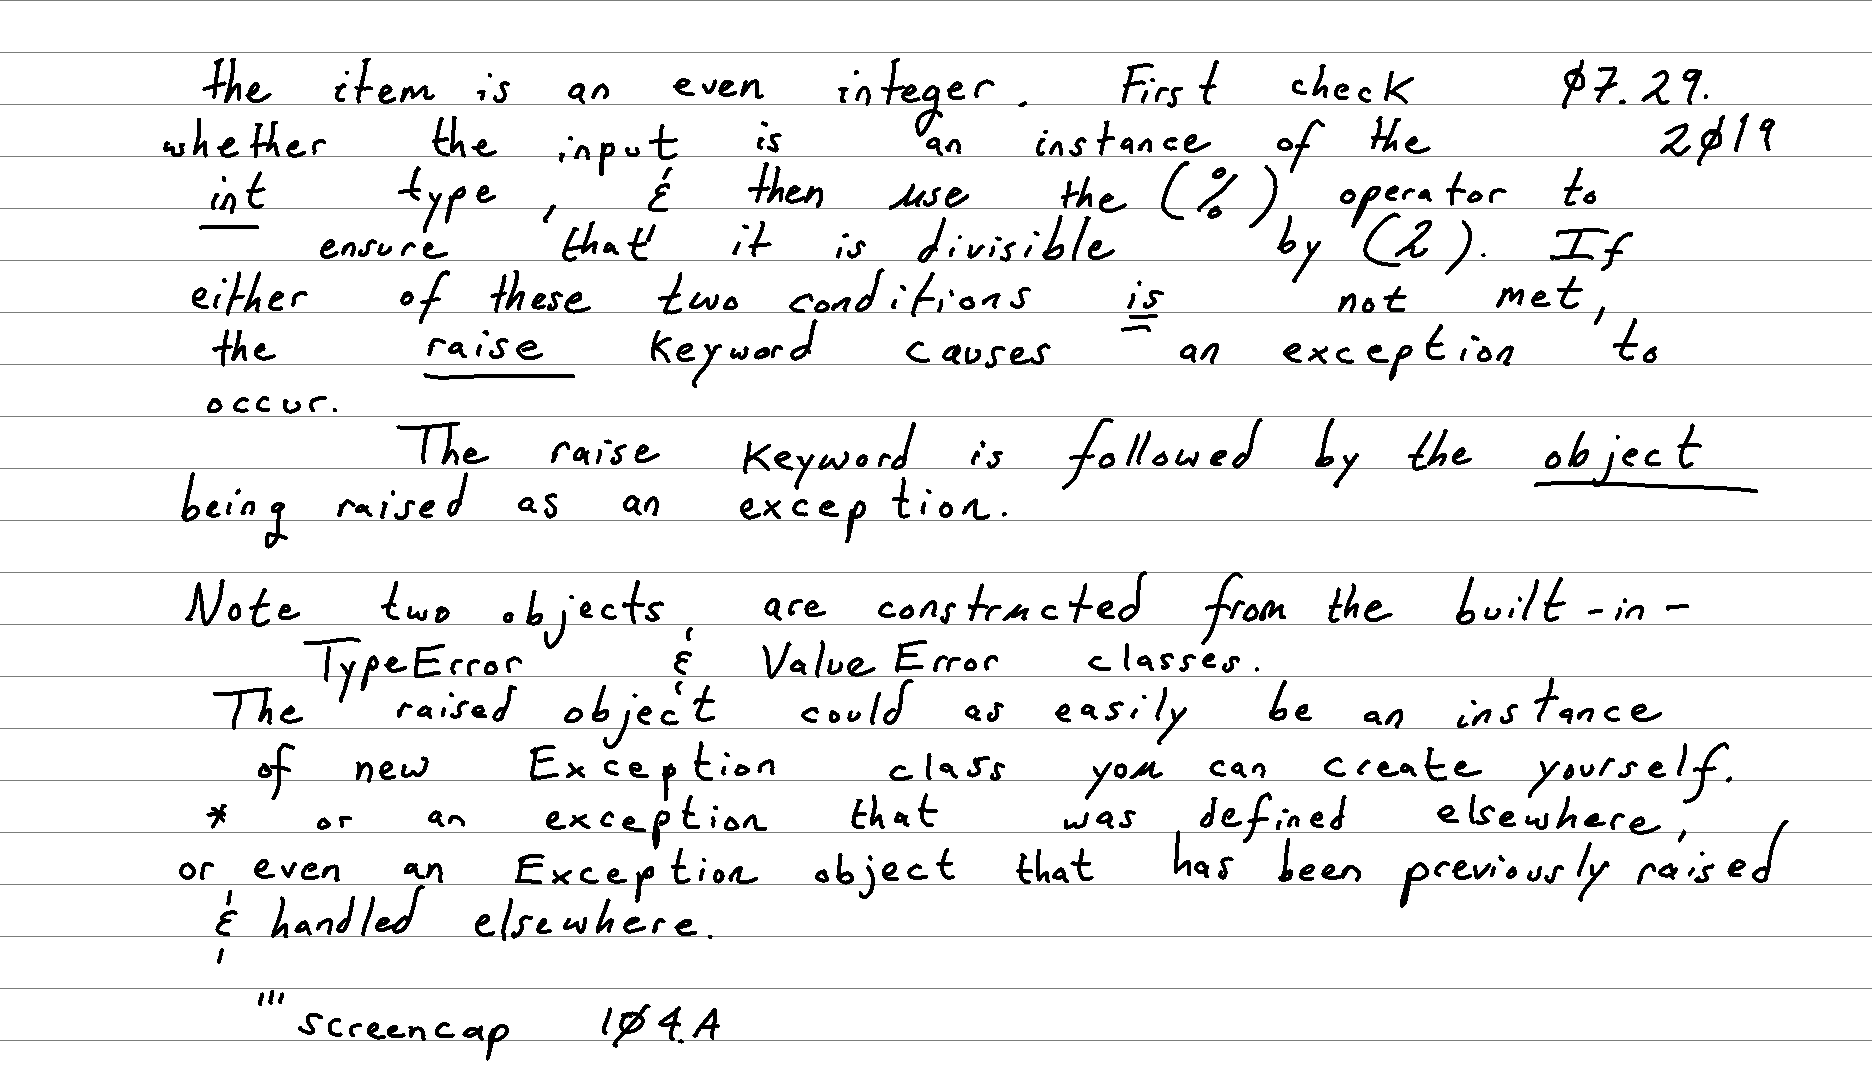 the item is an even integer. First check 07.29.
whether the input is an instance of the 2019
int type, & then use the (%) operator to
ensure that it is divisible by (2). If
either of these two conditions is not met,
the raise keyword causes an exception to
occur.
The raise keyword is followed by the object
being raised as an exception.
Note two objects, are constructed from the built-in-
TypeError & ValueError classes.
The raised object could as easily be an instance
of new Exception class you can create yourself.
* or an exception that was defined elsewhere,
or even an Exception object that has been previously raised
& handled elsewhere.
''' screencap 104.A